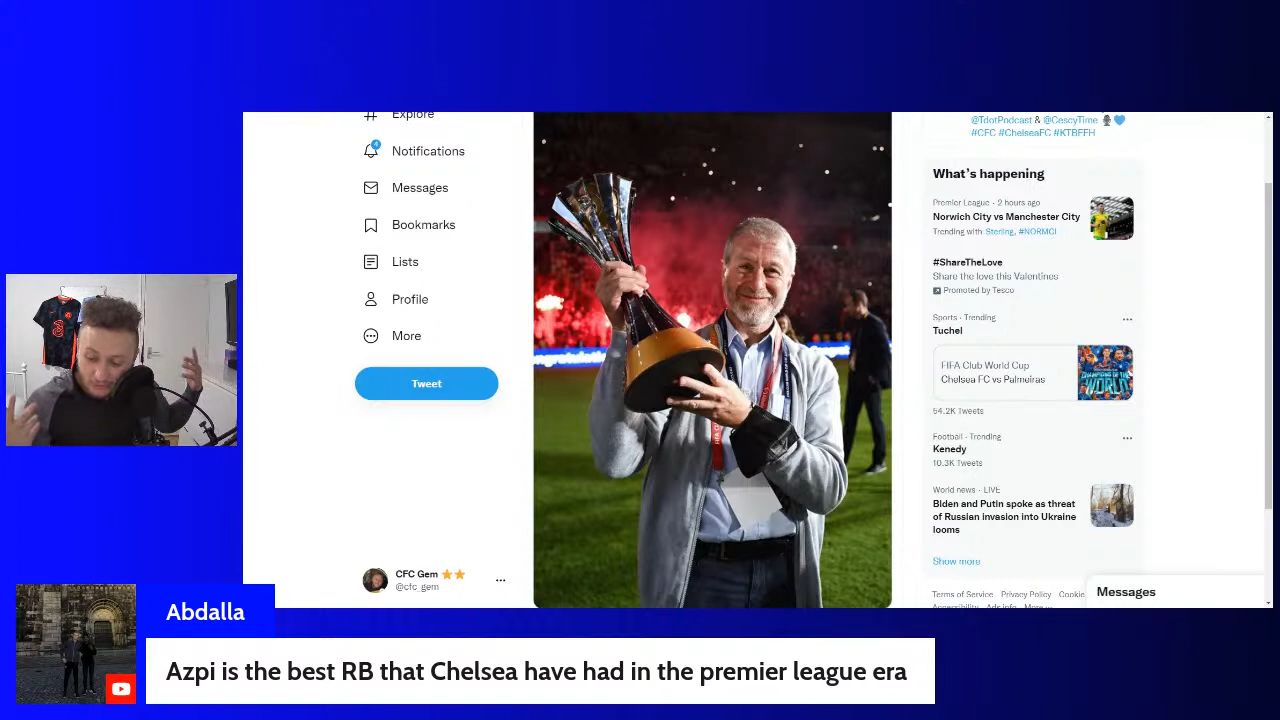 Explore
4
Notifications
Messages
Bookmarks
Lists
Profile
More
Tweet
CFC Gem ⭐⭐
@cfc_gem
@TdotPodcast & @CescyTime 🎙️💙
#CFC #ChelseaFC #KTBFFH
What's happening
Premier League · 2 hours ago
Norwich City vs Manchester City
Trending with Sterling, #NORMCI
#ShareTheLove
Share the love this Valentines
Promoted by Tesco
Sports · Trending
Tuchel
FIFA Club World Cup
Chelsea FC vs Palmeiras
54.2K Tweets
Football · Trending
Kenedy
10.3K Tweets
World news · LIVE
Biden and Putin spoke as threat
of Russian invasion into Ukraine
looms
Show more
Terms of Service Privacy Policy Cookie
Messages
Abdalla
Azpi is the best RB that Chelsea have had in the premier league era